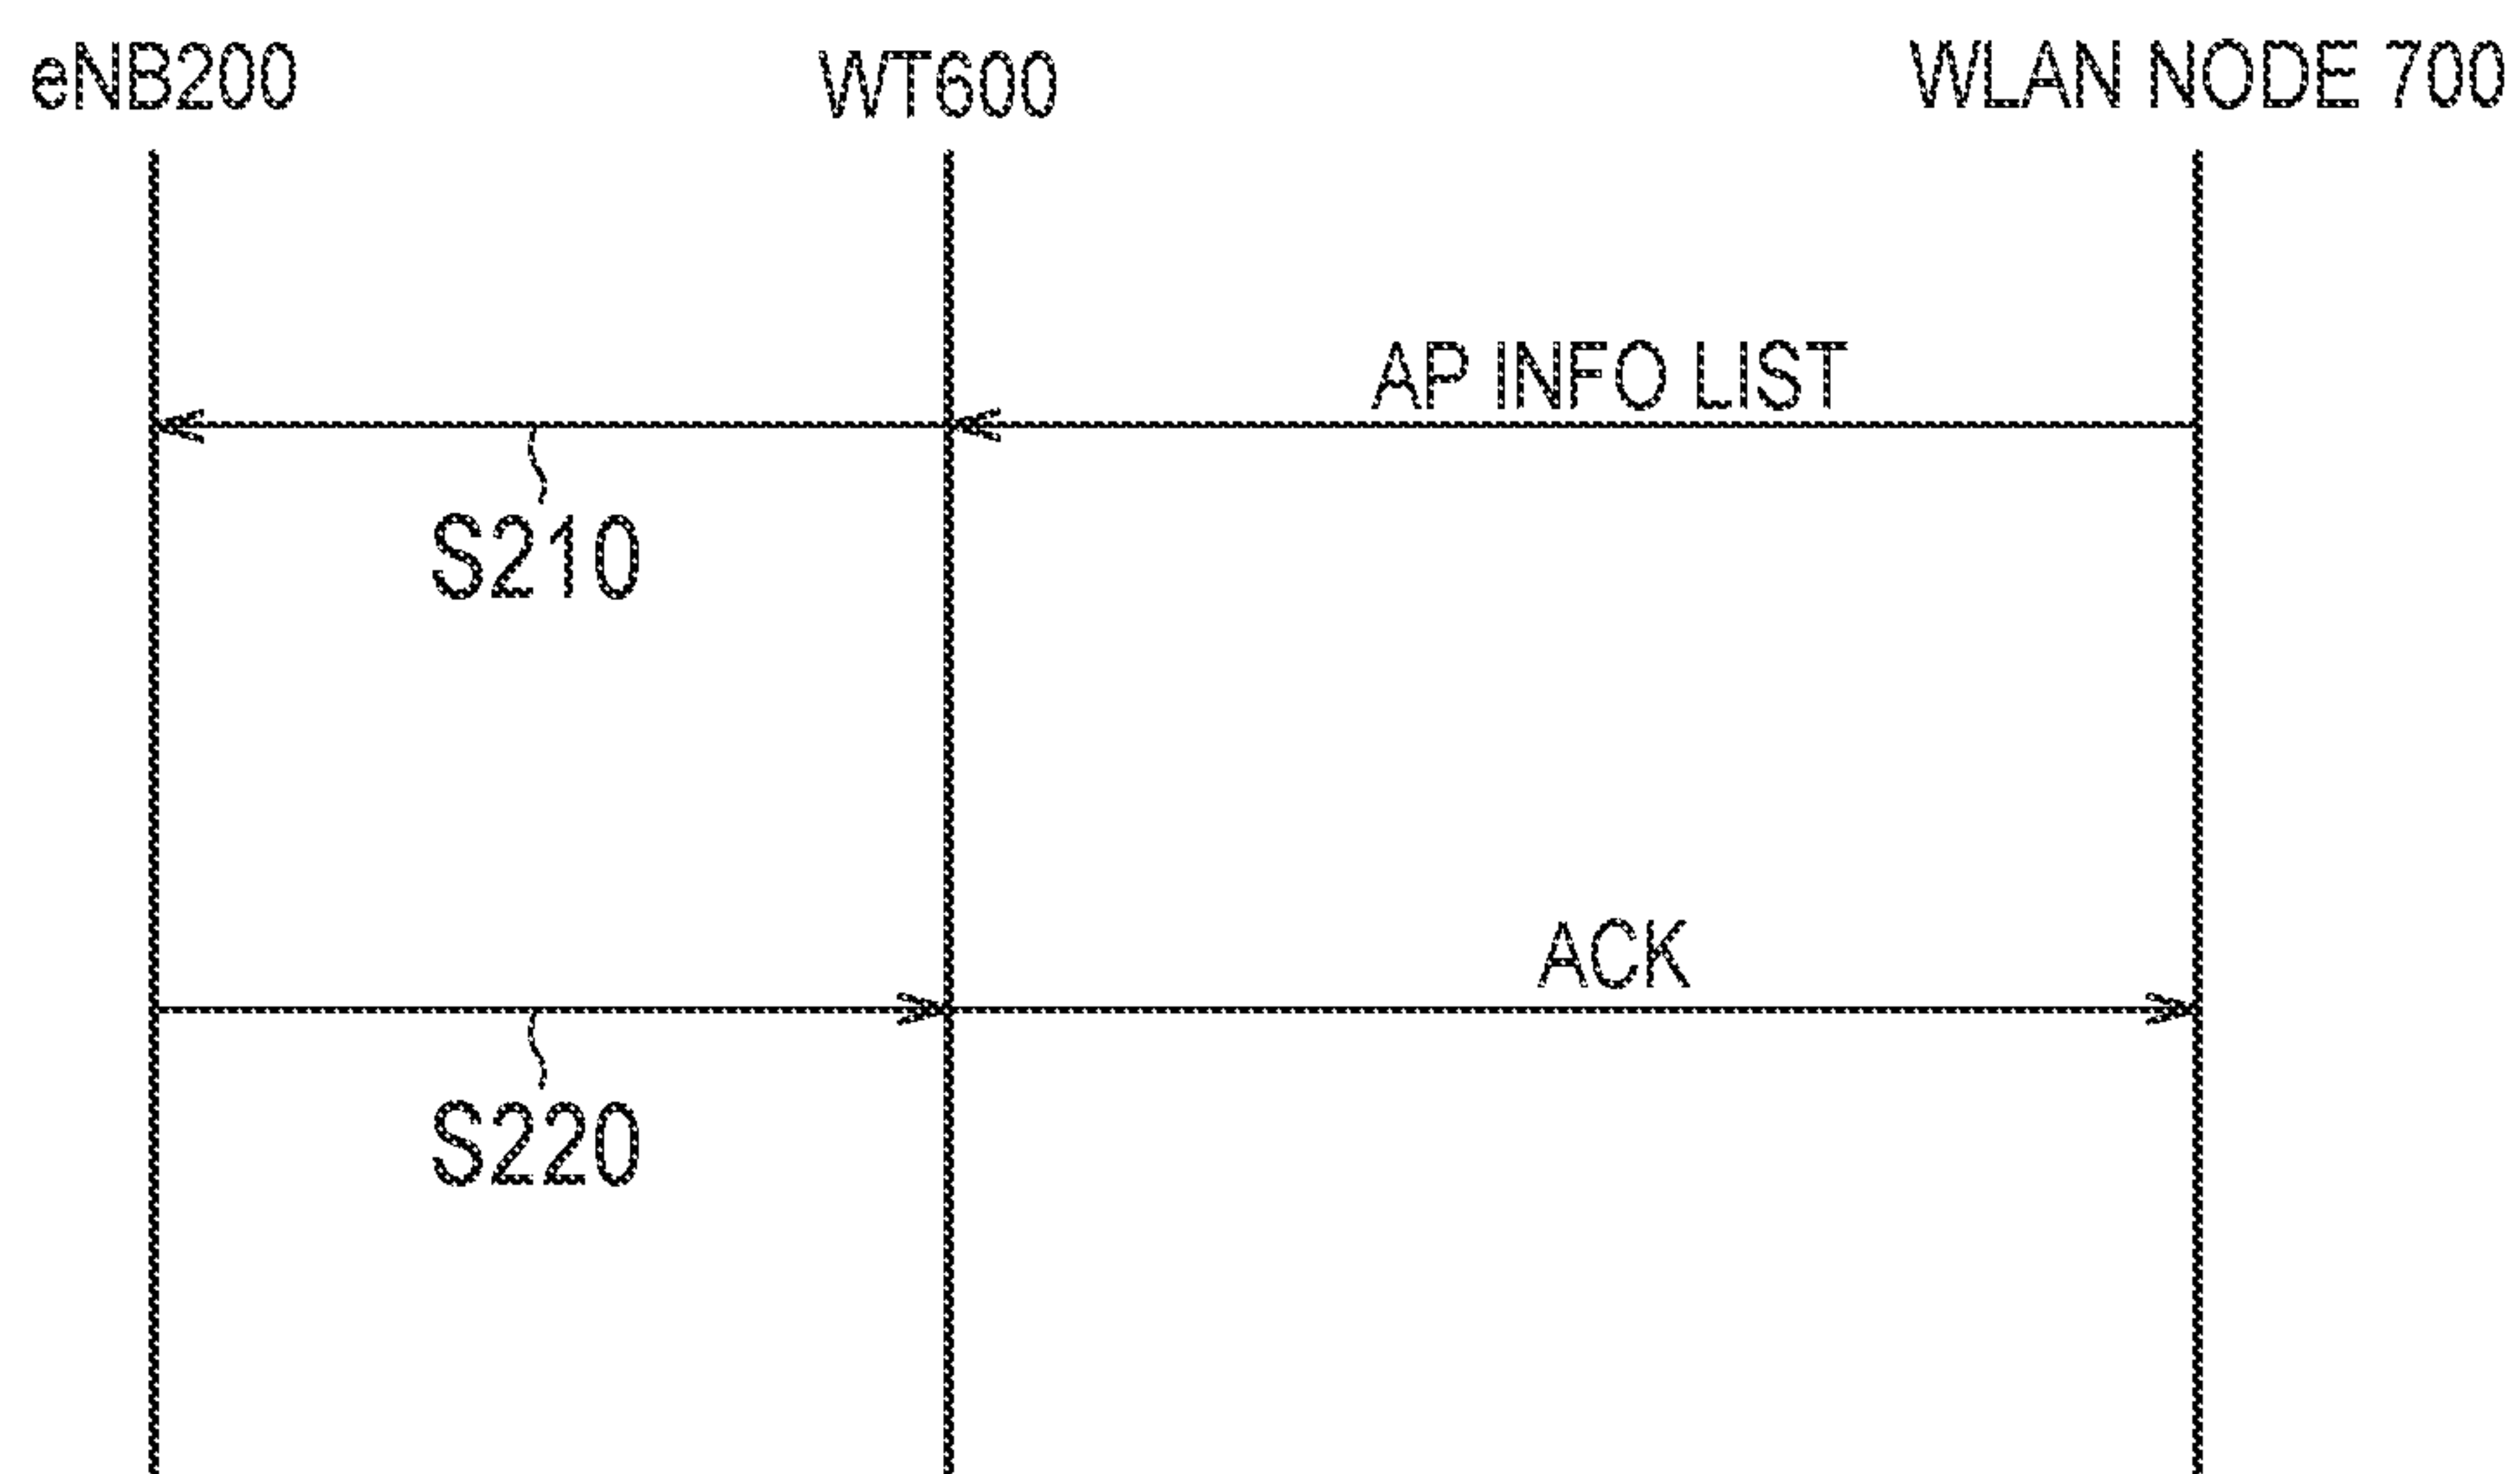 eNB200
WT600
WLAN NODE 700
AP INFO LIST
S210
ACK
S220